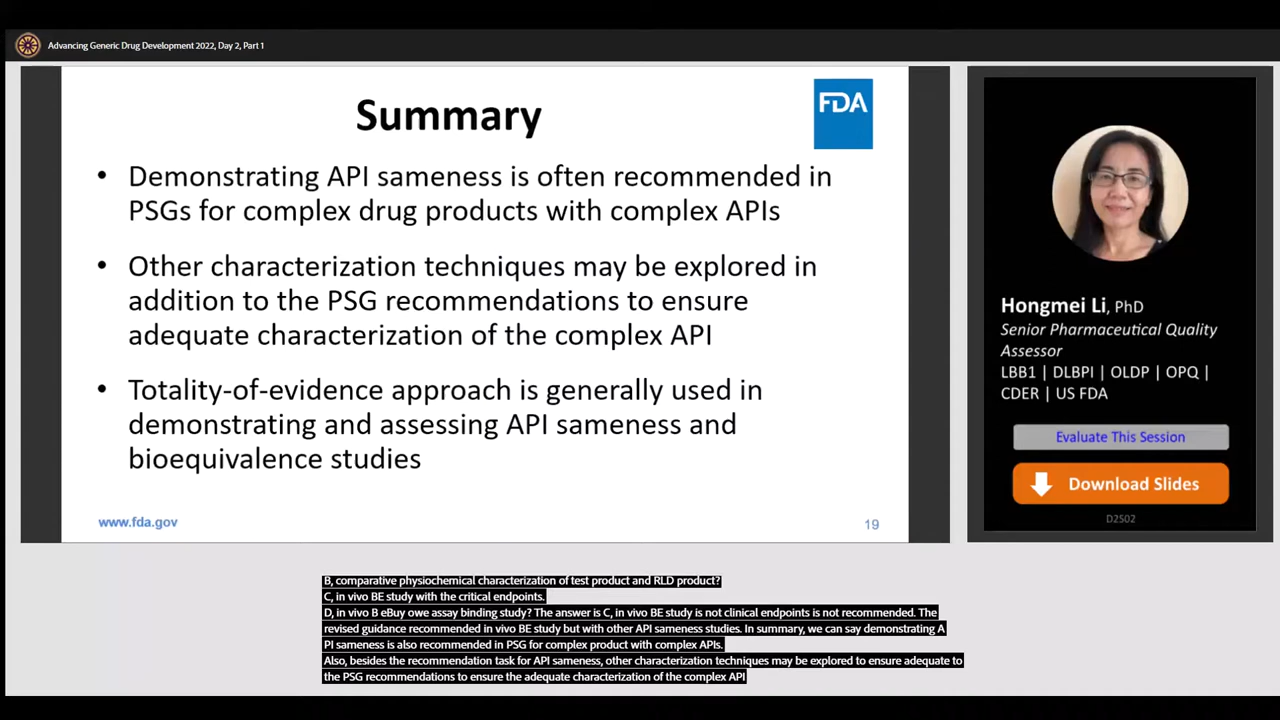 Advancing Generic Drug Development 2022, Day 2, Part 1
Summary
FDA
• Demonstrating API sameness is often recommended in
PSGs for complex drug products with complex APIs
• Other characterization techniques may be explored in
addition to the PSG recommendations to ensure
adequate characterization of the complex API
• Totality-of-evidence approach is generally used in
demonstrating and assessing API sameness and
bioequivalence studies
www.fda.gov
19
Hongmei Li, PhD
Senior Pharmaceutical Quality
Assessor
LBB1 | DLBPI | OLDP | OPQ |
CDER | US FDA
Evaluate This Session
Download Slides
D2S02
B, comparative physiochemical characterization of test product and RLD product?
C, in vivo BE study with the critical endpoints.
D, in vivo B eBuy owe assay binding study? The answer is C, in vivo BE study is not clinical endpoints is not recommended. The
revised guidance recommended in vivo BE study but with other API sameness studies. In summary, we can say demonstrating A
PI sameness is also recommended in PSG for complex product with complex APIs.
Also, besides the recommendation task for API sameness, other characterization techniques may be explored to ensure adequate to
the PSG recommendations to ensure the adequate characterization of the complex API